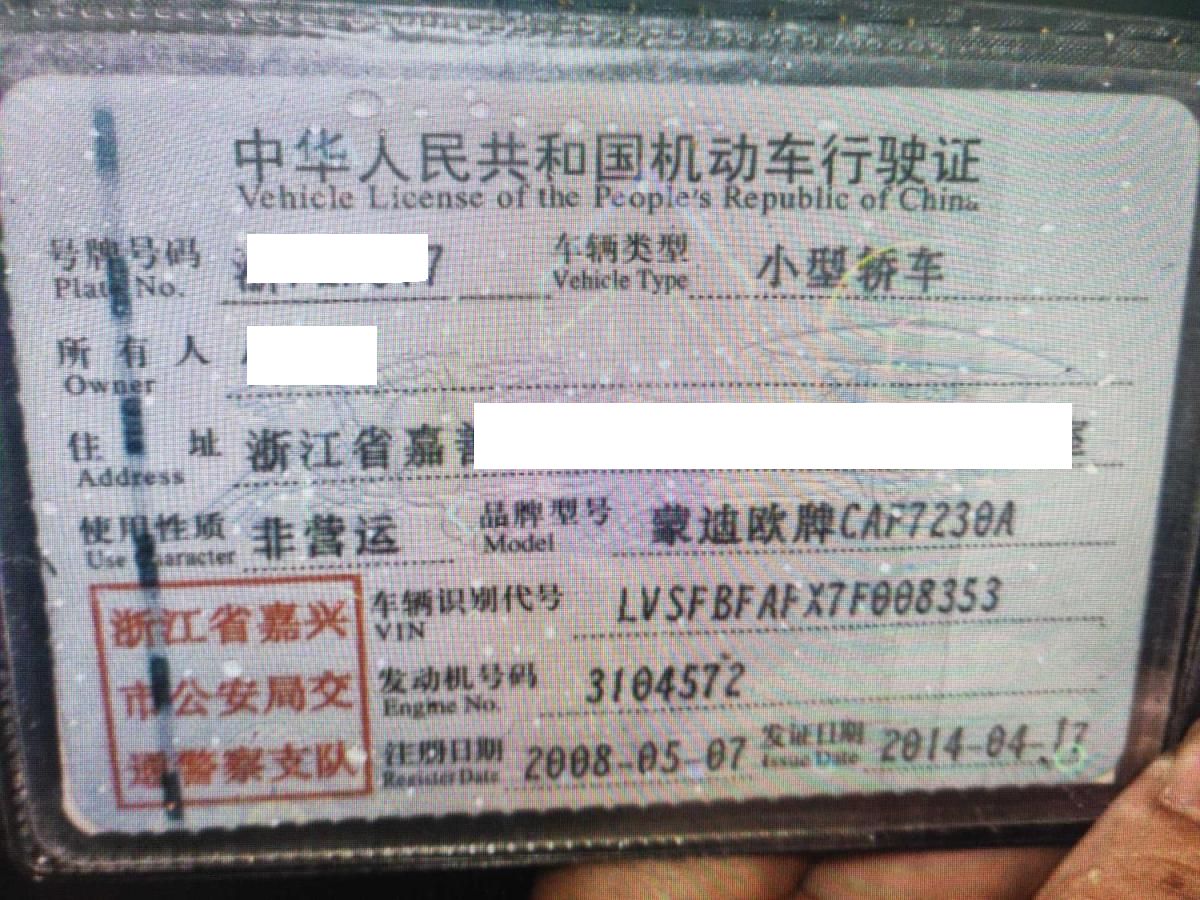 中华人民共和国机动车行驶证
Vehicle License of the People's Republic of China
号牌号码 7 车辆类型 小型轿车
Plate No. Vehicle Type
所有人
Owner
住址 浙江省嘉善
Address
使用性质 非营运 品牌型号 蒙迪欧牌CAF7230A
Use Character Model
浙江省嘉兴
市公安局交
通警察支队
车辆识别代号 LVSFBFAFX7F008353
VIN
发动机号码 3104572
Engine No.
注册日期 2008-05-07 发证日期 2014-04-17
Register Date Issue Date